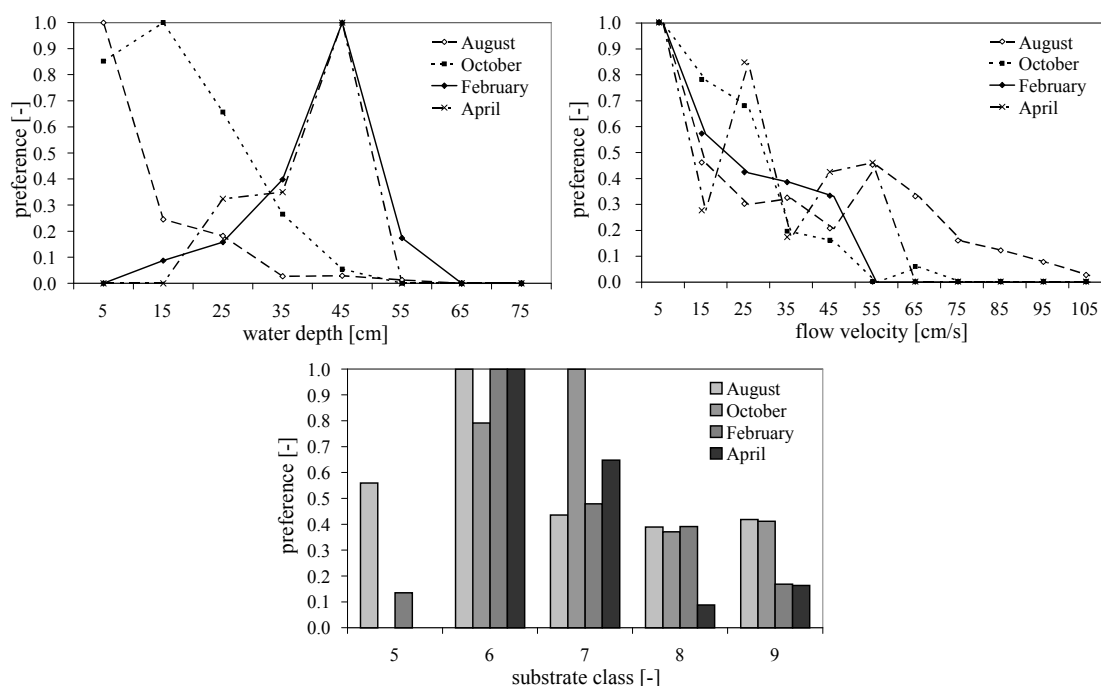 1.0
0.9
0.8
0.7
0.6
0.5
0.4
0.3
0.2
0.1
0.0
preference [-]
August
October
February
April
5 15 25 35 45 55 65 75
water depth [cm]
1.0
0.9
0.8
0.7
0.6
0.5
0.4
0.3
0.2
0.1
0.0
preference [-]
August
October
February
April
5 15 25 35 45 55 65 75 85 95 105
flow velocity [cm/s]
1.0
0.9
0.8
0.7
0.6
0.5
0.4
0.3
0.2
0.1
0.0
preference [-]
August
October
February
April
5 6 7 8 9
substrate class [-]